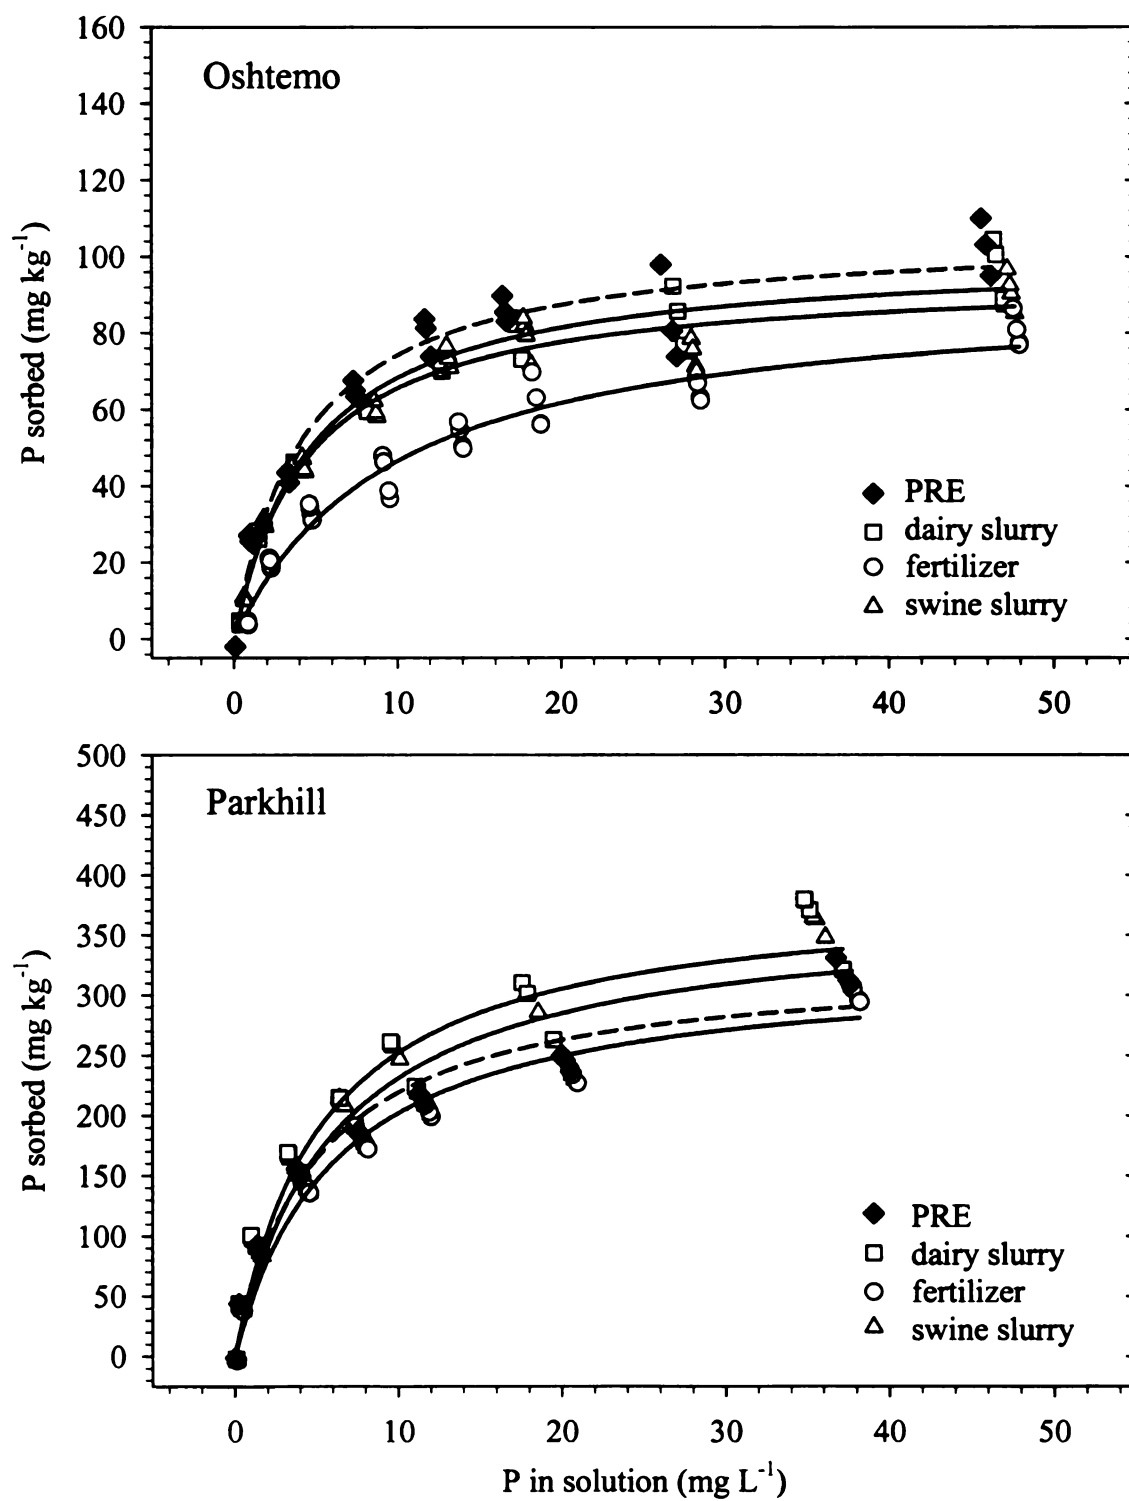 160
Oshtemo
140
120
100
80
60
40
20
0
P sorbed (mg kg⁻¹)
PRE
dairy slurry
fertilizer
swine slurry
0 10 20 30 40 50
500
Parkhill
450
400
350
300
250
200
150
100
50
0
P sorbed (mg kg⁻¹)
PRE
dairy slurry
fertilizer
swine slurry
0 10 20 30 40 50
P in solution (mg L⁻¹)